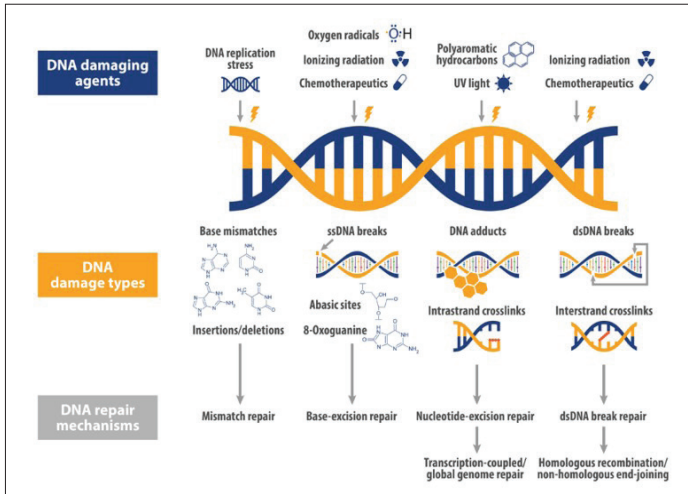 DNA damaging
agents
DNA replication
stress
Oxygen radicals
O H
Ionizing radiation
Chemotherapeutics
Polyaromatic
hydrocarbons
UV light
Ionizing radiation
Chemotherapeutics
DNA
damage types
Base mismatches
Insertions/deletions
ssDNA breaks
Abasic sites
8-Oxoguanine
DNA adducts
Intrastrand crosslinks
dsDNA breaks
Interstrand crosslinks
DNA repair
mechanisms
Mismatch repair
Base-excision repair
Nucleotide-excision repair
Transcription-coupled/
global genome repair
dsDNA break repair
Homologous recombination/
non-homologous end-joining